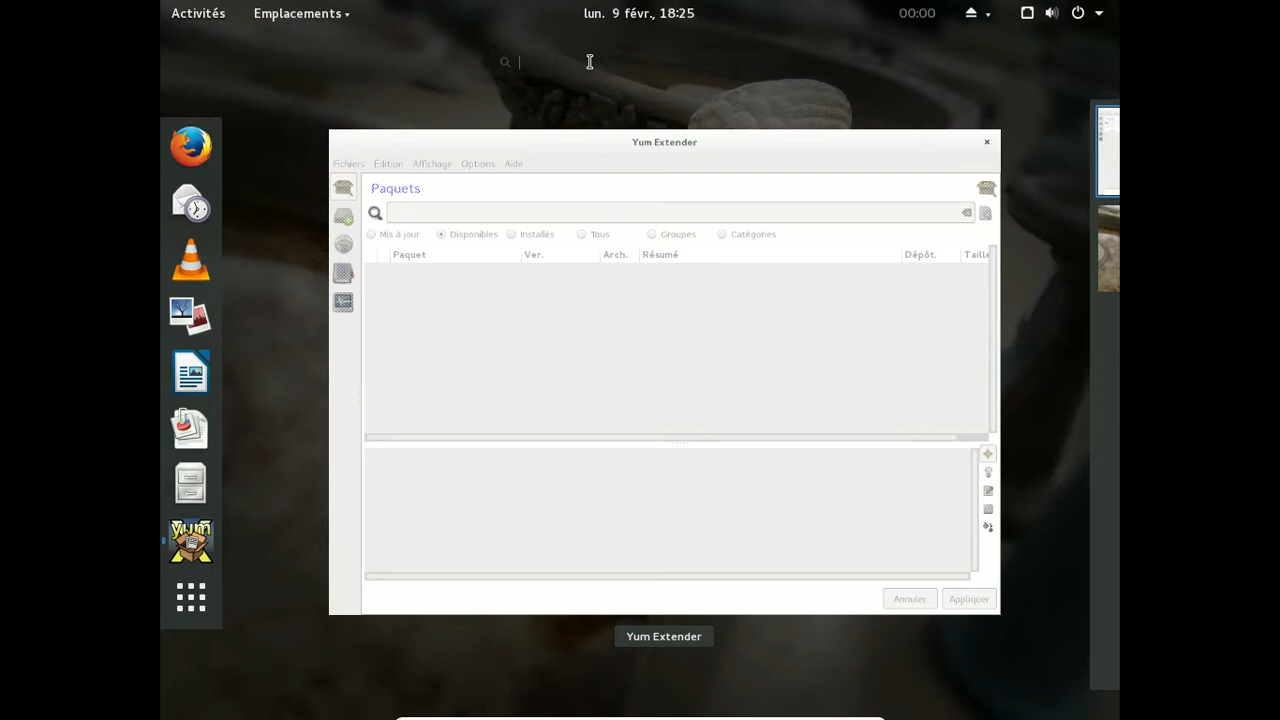 Activités Emplacements lun. 9 févr., 18:25 00:00
Yum Extender
Fichiers Édition Affichage Options Aide
Paquets
Mis à jour Disponibles Installés Tous Groupes Catégories
Paquet Ver. Arch. Résumé Dépôt. Taille
yum
Annuler Appliquer
Yum Extender